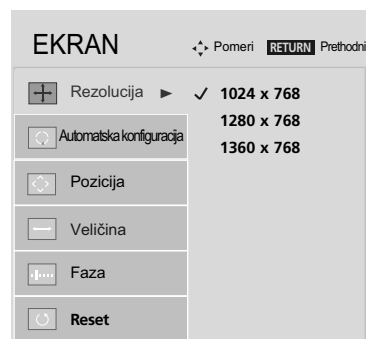 EKRAN
Pomeri RETURN Prethodni
Rezolucija ► ✓ 1024 x 768
1280 x 768
1360 x 768
Automatska konfiguracija
Pozicija
Veličina
Faza
Reset